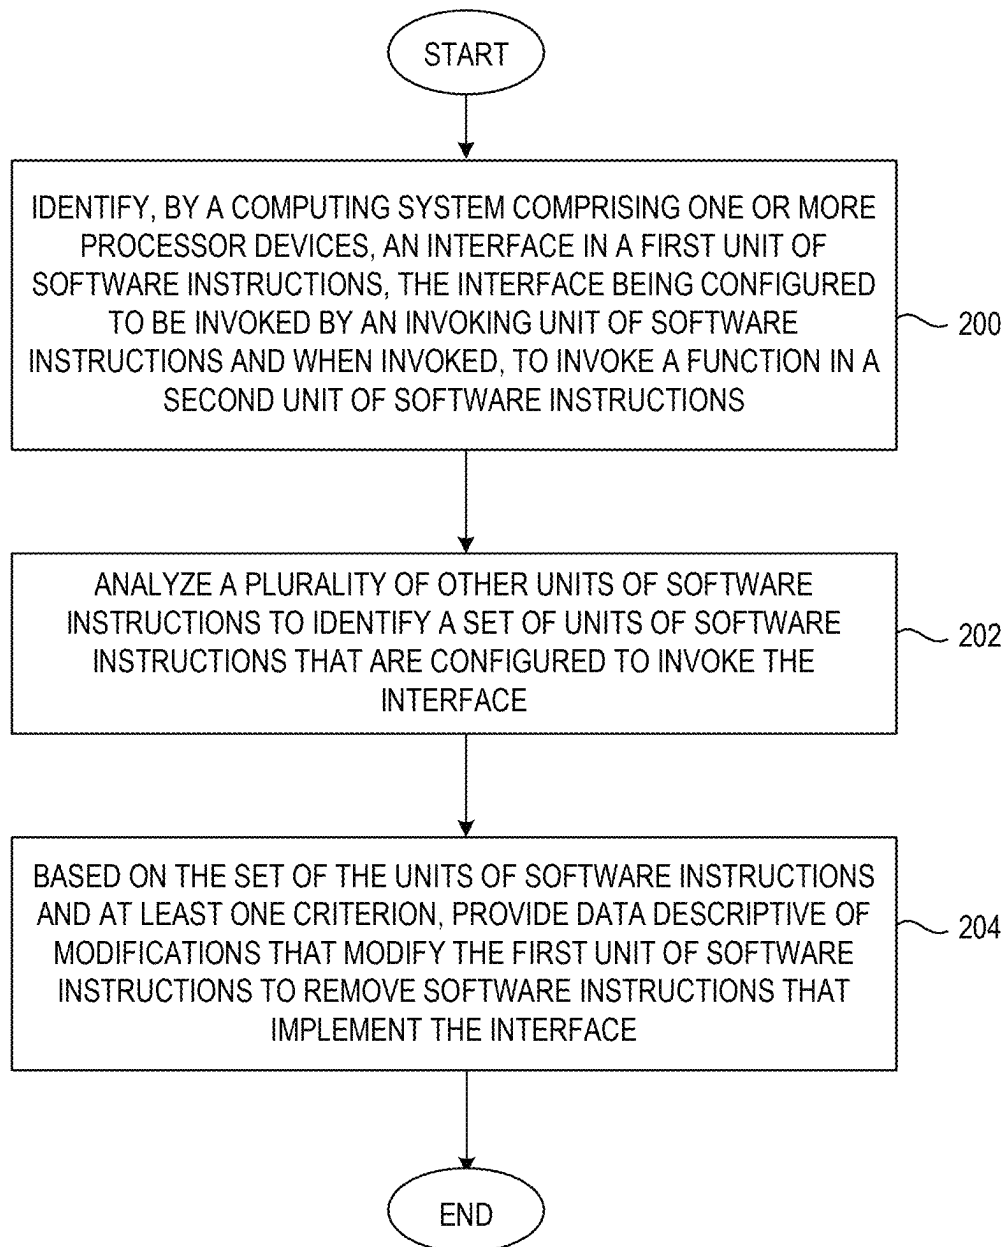 START
IDENTIFY, BY A COMPUTING SYSTEM COMPRISING ONE OR MORE
PROCESSOR DEVICES, AN INTERFACE IN A FIRST UNIT OF
SOFTWARE INSTRUCTIONS, THE INTERFACE BEING CONFIGURED
TO BE INVOKED BY AN INVOKING UNIT OF SOFTWARE
INSTRUCTIONS AND WHEN INVOKED, TO INVOKE A FUNCTION IN A
SECOND UNIT OF SOFTWARE INSTRUCTIONS
200
ANALYZE A PLURALITY OF OTHER UNITS OF SOFTWARE
INSTRUCTIONS TO IDENTIFY A SET OF UNITS OF SOFTWARE
INSTRUCTIONS THAT ARE CONFIGURED TO INVOKE THE
INTERFACE
202
BASED ON THE SET OF THE UNITS OF SOFTWARE INSTRUCTIONS
AND AT LEAST ONE CRITERION, PROVIDE DATA DESCRIPTIVE OF
MODIFICATIONS THAT MODIFY THE FIRST UNIT OF SOFTWARE
INSTRUCTIONS TO REMOVE SOFTWARE INSTRUCTIONS THAT
IMPLEMENT THE INTERFACE
204
END